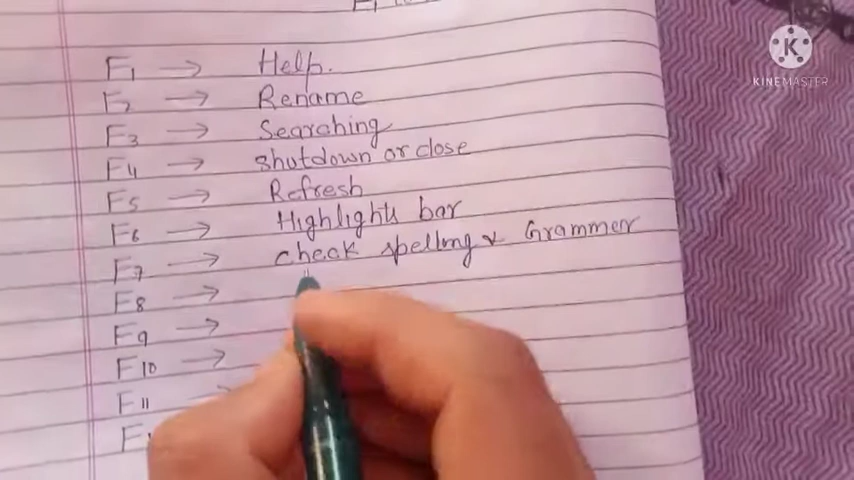 F1 → Help.
F2 → Rename
F3 → Searching
F4 → shutdown or close
F5 → Refresh
F6 → Highlights bar
F7 → check spelling & Grammer
F8 →
F9 →
F10 →
F11 →
K
KINEMASTER